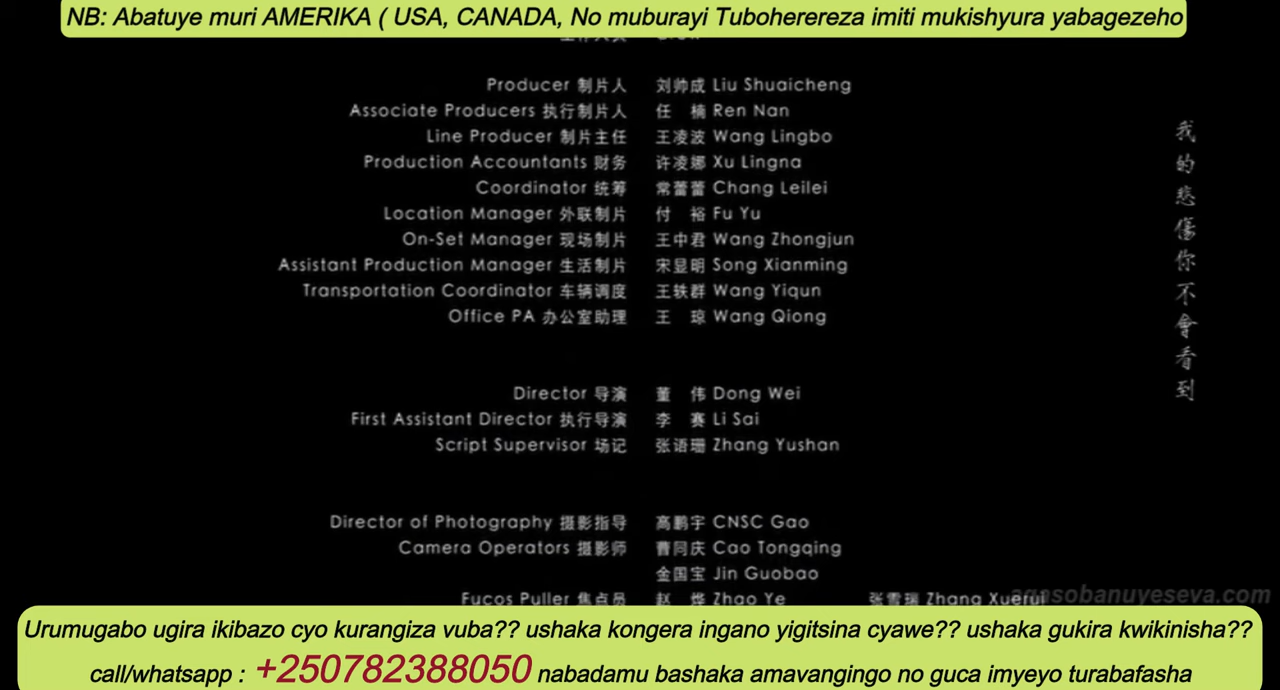 NB: Abatuye muri AMERIKA ( USA, CANADA, No muburayi Tuboherereza imiti mukishyura yabagezeho
Producer 制片人 刘帅成 Liu Shuaicheng
Associate Producers 执行制片人 任 楠 Ren Nan
Line Producer 制片主任 王凌波 Wang Lingbo
Production Accountants 财务 许凌娜 Xu Lingna
Coordinator 统筹 常蕾蕾 Chang Leilei
Location Manager 外联制片 付 裕 Fu Yu
On-Set Manager 现场制片 王中君 Wang Zhongjun
Assistant Production Manager 生活制片 宋显明 Song Xianming
Transportation Coordinator 车辆调度 王轶群 Wang Yiqun
Office PA 办公室助理 王 琼 Wang Qiong
Director 导演 董 伟 Dong Wei
First Assistant Director 执行导演 李 赛 Li Sai
Script Supervisor 场记 张语珊 Zhang Yushan
Director of Photography 摄影指导 高鹏宇 CNSC Gao
Camera Operators 摄影师 曹同庆 Cao Tongqing
金国宝 Jin Guobao
Fucos Puller 焦点员 赵 烨 Zhao Ye 张雪瑞 Zhang Xuerui
我的悲傷你不會看到
agasobanuyeseva.com
Urumugabo ugira ikibazo cyo kurangiza vuba?? ushaka kongera ingano yigitsina cyawe?? ushaka gukira kwikinisha??
call/whatsapp : +250782388050 nabadamu bashaka amavangingo no guca imyeyo turabafasha